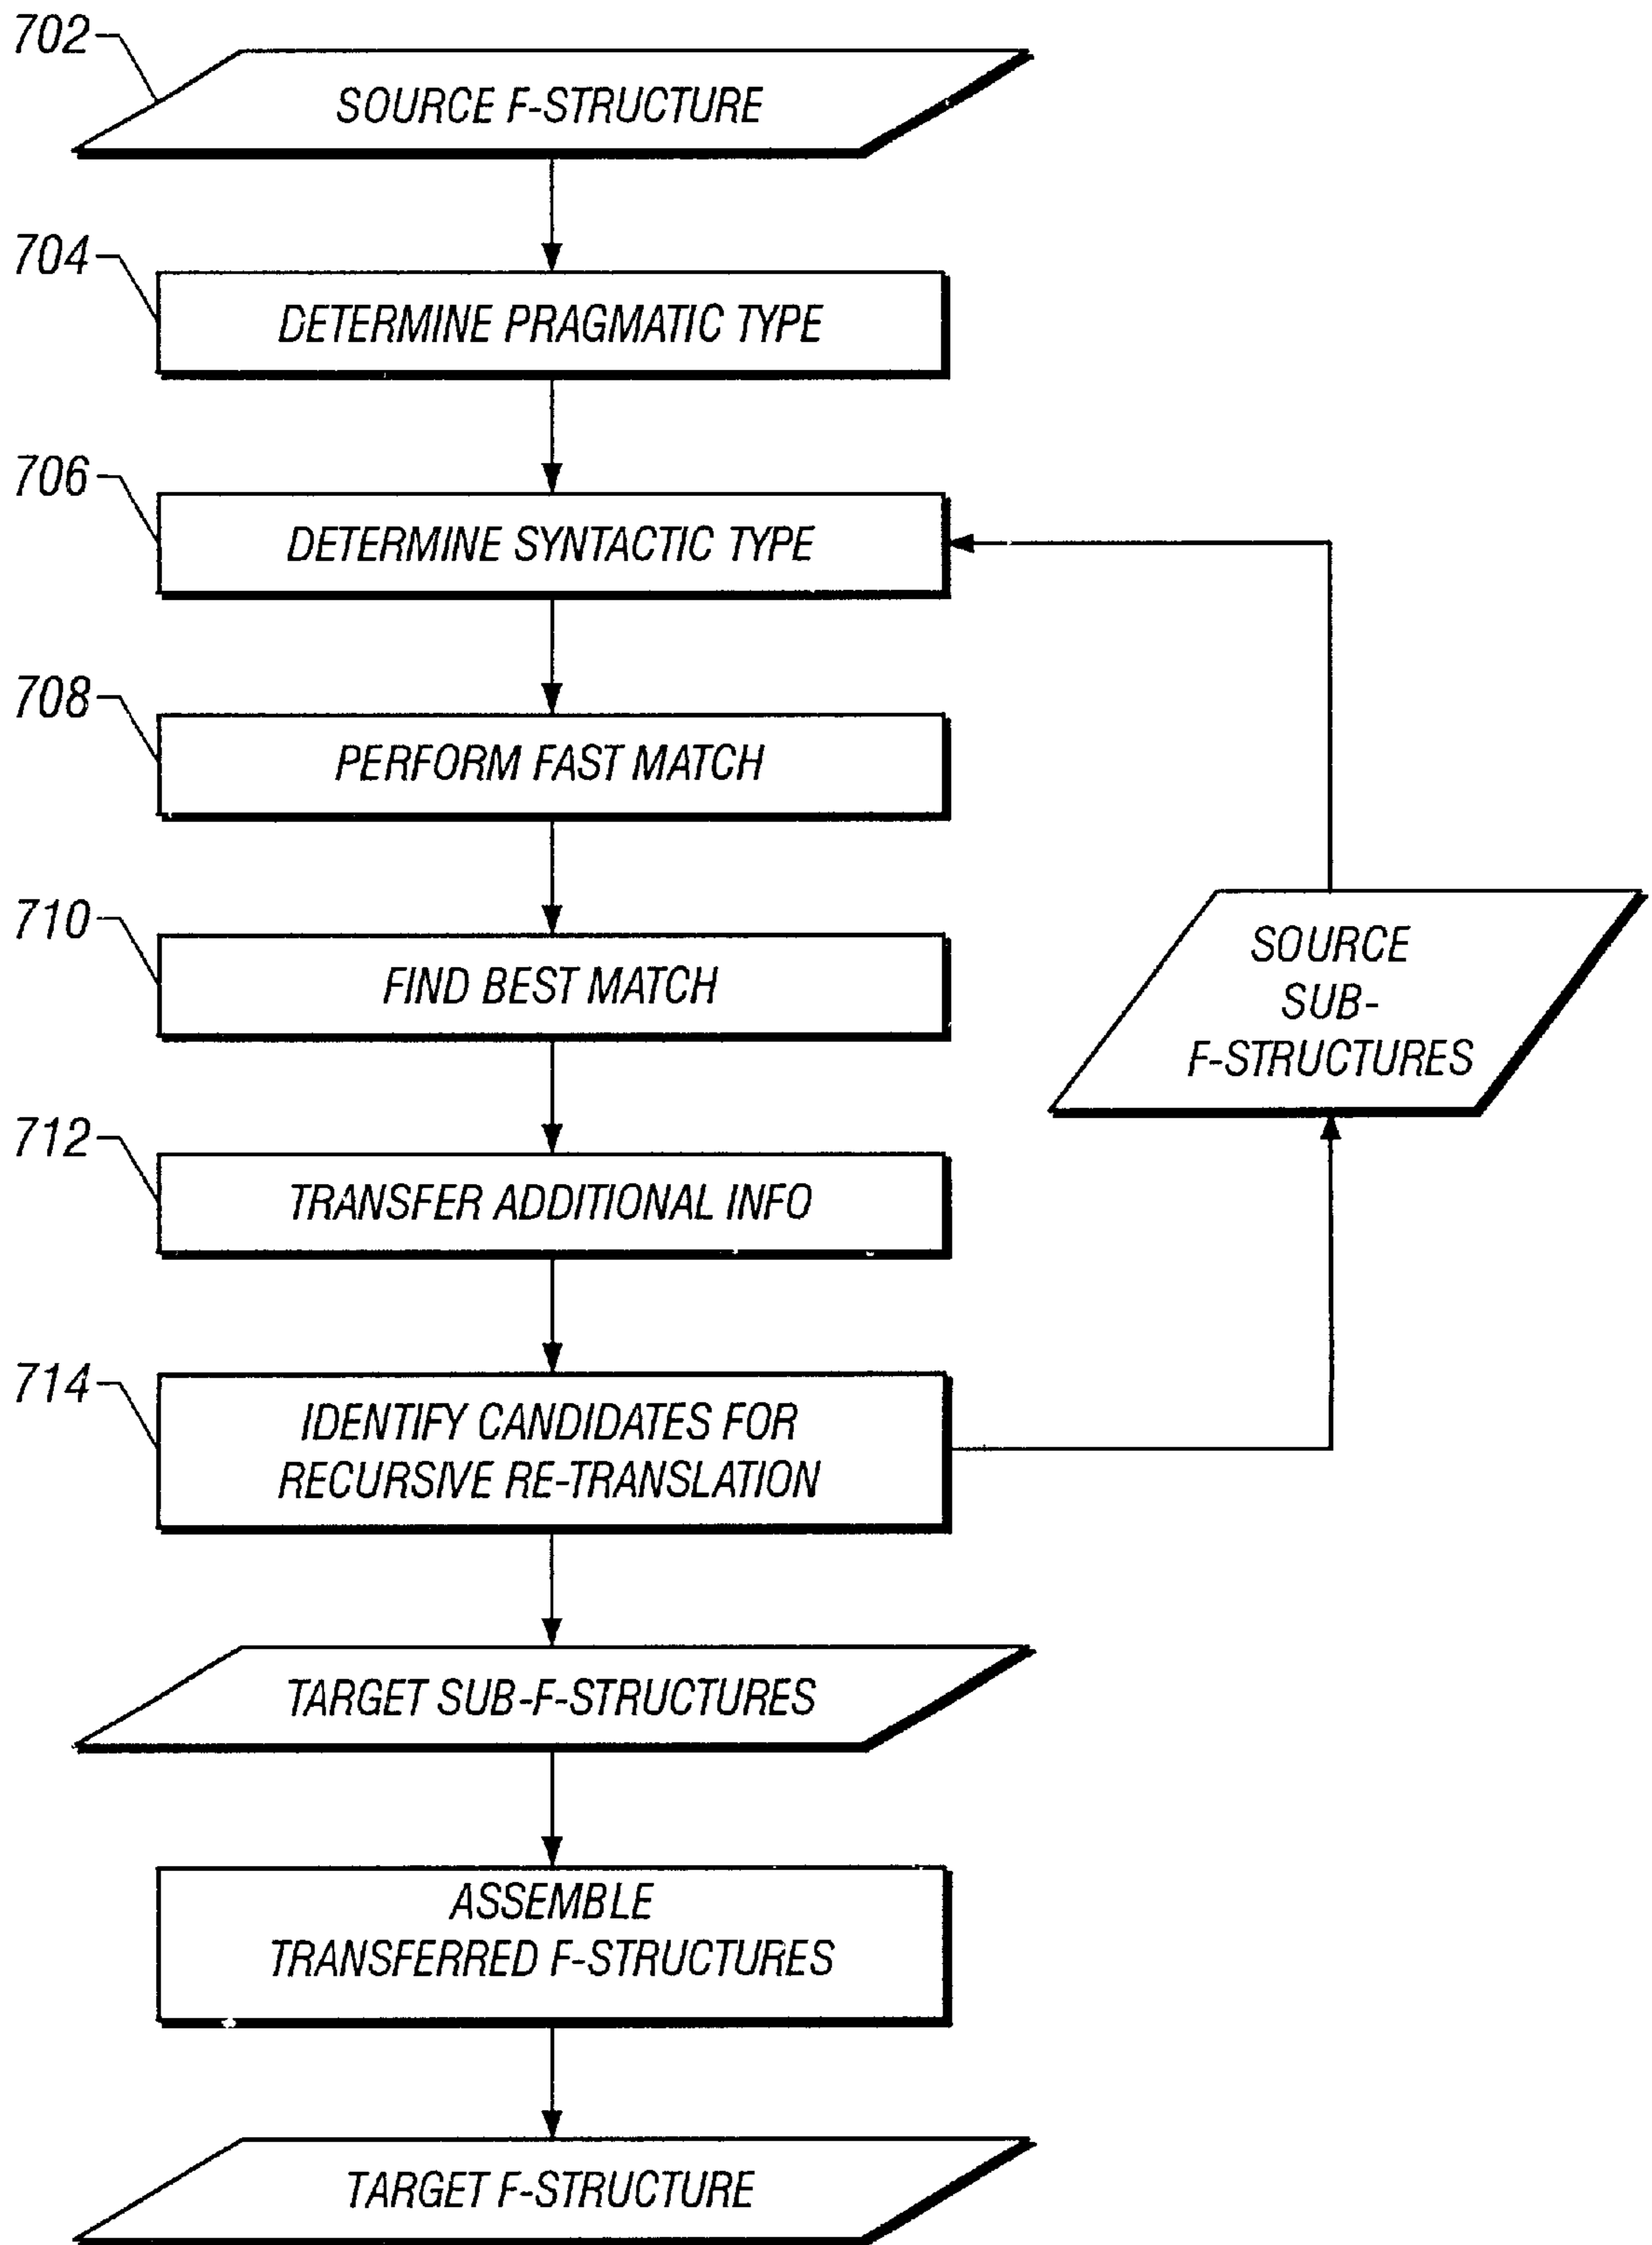 702
SOURCE F-STRUCTURE
704
DETERMINE PRAGMATIC TYPE
706
DETERMINE SYNTACTIC TYPE
708
PERFORM FAST MATCH
710
FIND BEST MATCH
SOURCE
SUB-
F-STRUCTURES
712
TRANSFER ADDITIONAL INFO
714
IDENTIFY CANDIDATES FOR
RECURSIVE RE-TRANSLATION
TARGET SUB-F-STRUCTURES
ASSEMBLE
TRANSFERRED F-STRUCTURES
TARGET F-STRUCTURE